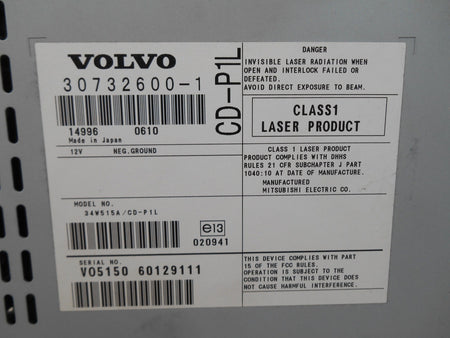 VOLVO
30732600-1
14996 0610
Made in Japan
12V NEG.GROUND
MODEL NO.
34W515A/CD-P1L
e13
020941
SERIAL NO.
VO5150 60129111
CD-P1L
DANGER
INVISIBLE LASER RADIATION WHEN
OPEN AND INTERLOCK FAILED OR
DEFEATED.
AVOID DIRECT EXPOSURE TO BEAM.
CLASS1
LASER PRODUCT
CLASS 1 LASER PRODUCT
PRODUCT COMPLIES WITH DHHS
RULES 21 CFR SUBCHAPTER J PART
1040:10 AT DATE OF MANUFACTURE.
MANUFACTURED
MITSUBISHI ELECTRIC CO.
THIS DEVICE COMPLIES WITH PART
15 OF THE FCC RULES.
OPERATION IS SUBJECT TO THE
CONDITION THAT THIS DEVICE DOES
NOT CAUSE HARMFUL INTERFERENCE.